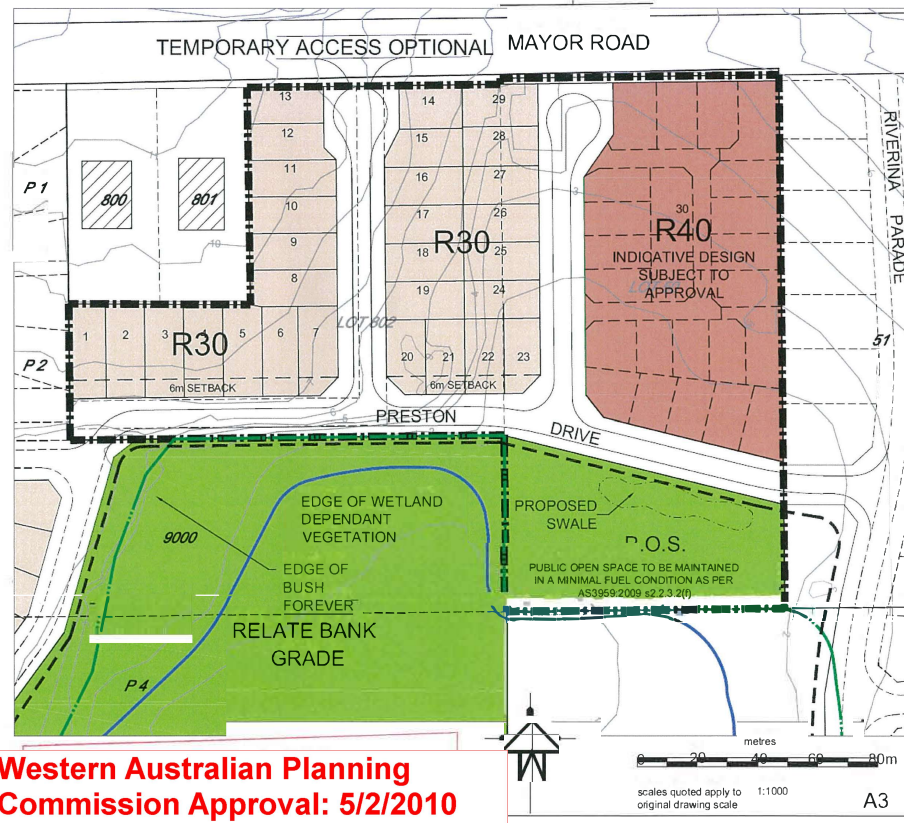 TEMPORARY ACCESS OPTIONAL MAYOR ROAD
RIVERINA PARADE
P 1
800
801
13
12
11
10
9
8
14
15
16
17
18
19
29
28
27
26
25
24
R30
30
R40
INDICATIVE DESIGN
SUBJECT TO
APPROVAL
LOT 802
10
3
P 2
1
2
3
4
5
6
7
R30
6m SETBACK
20
21
22
23
6m SETBACK
51
PRESTON
DRIVE
9000
EDGE OF WETLAND
DEPENDANT
VEGETATION
EDGE OF
BUSH
FOREVER
RELATE BANK
GRADE
P 4
PROPOSED
SWALE
P.O.S.
PUBLIC OPEN SPACE TO BE MAINTAINED
IN A MINIMAL FUEL CONDITION AS PER
AS3959:2009 s2.2.3.2(f)
2
metres
0 20 40 60 80m
scales quoted apply to 1:1000
original drawing scale
A3
Western Australian Planning
Commission Approval: 5/2/2010